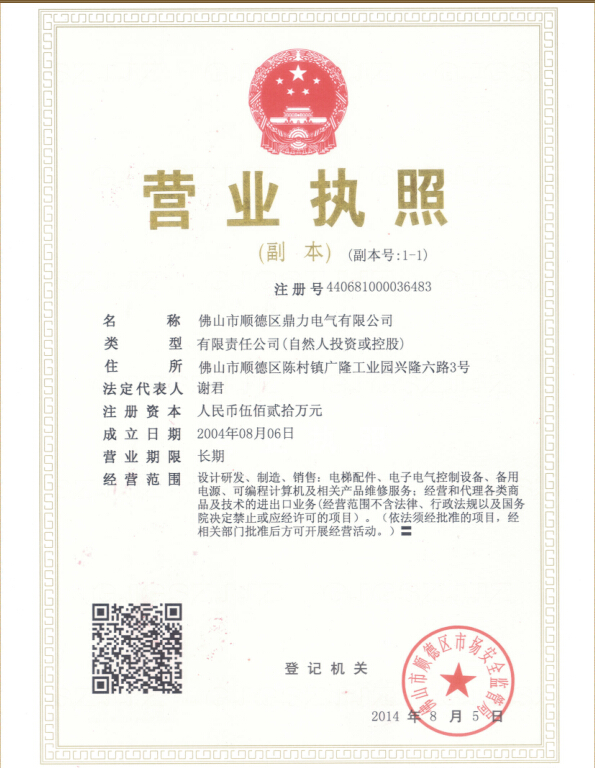 营业执照
(副 本) (副本号:1-1)
注册号440681000036483
名 称 佛山市顺德区鼎力电气有限公司
类 型 有限责任公司(自然人投资或控股)
住 所 佛山市顺德区陈村镇广隆工业园兴隆六路3号
法定代表人 谢君
注册资本 人民币伍佰贰拾万元
成立日期 2004年08月06日
营业期限 长期
经营范围 设计研发、制造、销售：电梯配件、电子电气控制设备、备用
电源、可编程计算机及相关产品维修服务；经营和代理各类商
品及技术的进出口业务(经营范围不含法律、行政法规以及国务
院决定禁止或应经许可的项目）。（依法须经批准的项目，经
相关部门批准后方可开展经营活动。）〓
登记机关
佛山市顺德区市场安全监督局
2014 年 8 月 5 日